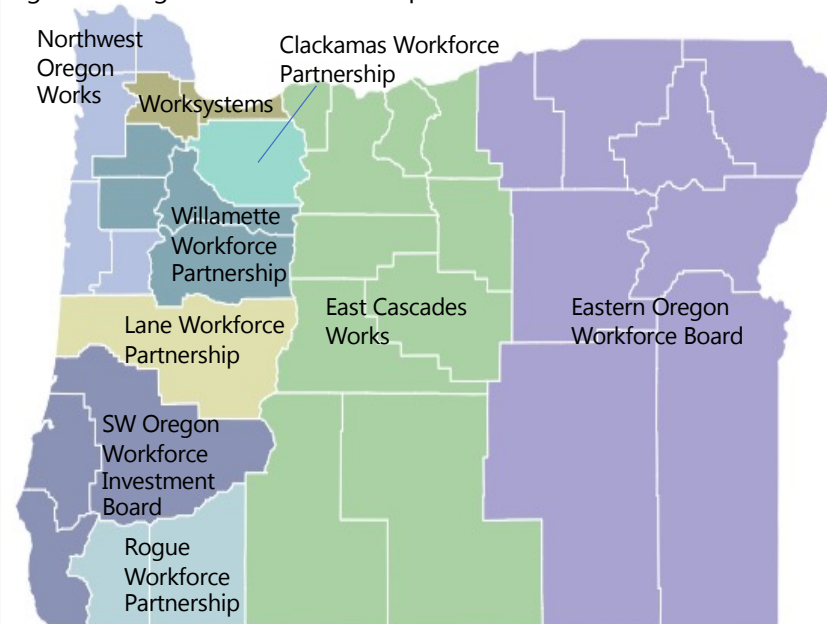 Northwest
Oregon
Works
Clackamas Workforce
Partnership
Worksystems
Willamette
Workforce
Partnership
Lane Workforce
Partnership
East Cascades
Works
Eastern Oregon
Workforce Board
SW Oregon
Workforce
Investment
Board
Rogue
Workforce
Partnership